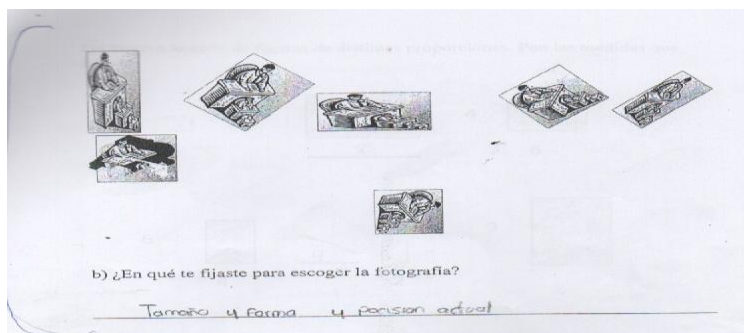 b) ¿En qué te fijaste para escoger la fotografía?
Tamaño y forma y posision actual